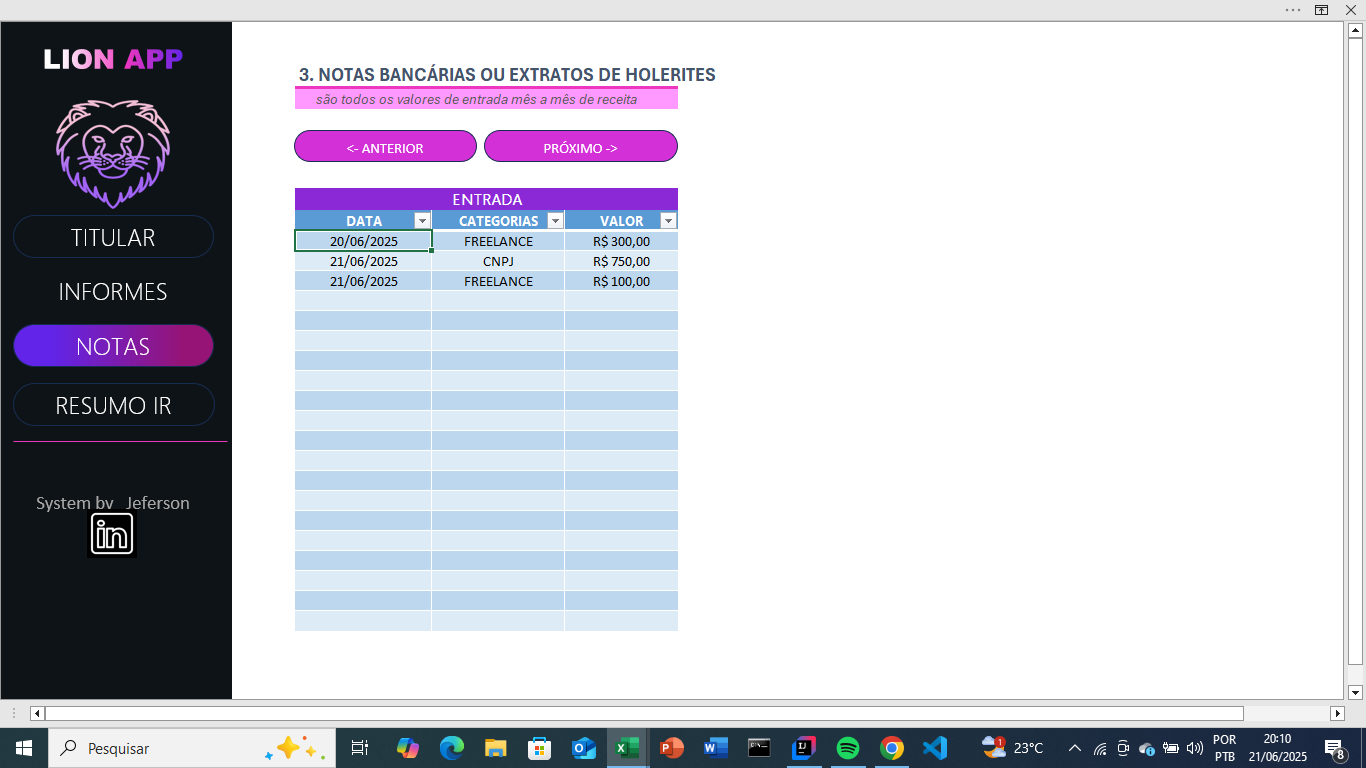 LION APP
TITULAR
INFORMES
NOTAS
RESUMO IR
System by Jeferson
in
3. NOTAS BANCÁRIAS OU EXTRATOS DE HOLERITES
são todos os valores de entrada mês a mês de receita
<- ANTERIOR PRÓXIMO ->
ENTRADA
DATA CATEGORIAS VALOR
20/06/2025 FREELANCE R$ 300,00
21/06/2025 CNPJ R$ 750,00
21/06/2025 FREELANCE R$ 100,00
Pesquisar
23°C
POR
PTB
20:10
21/06/2025
8